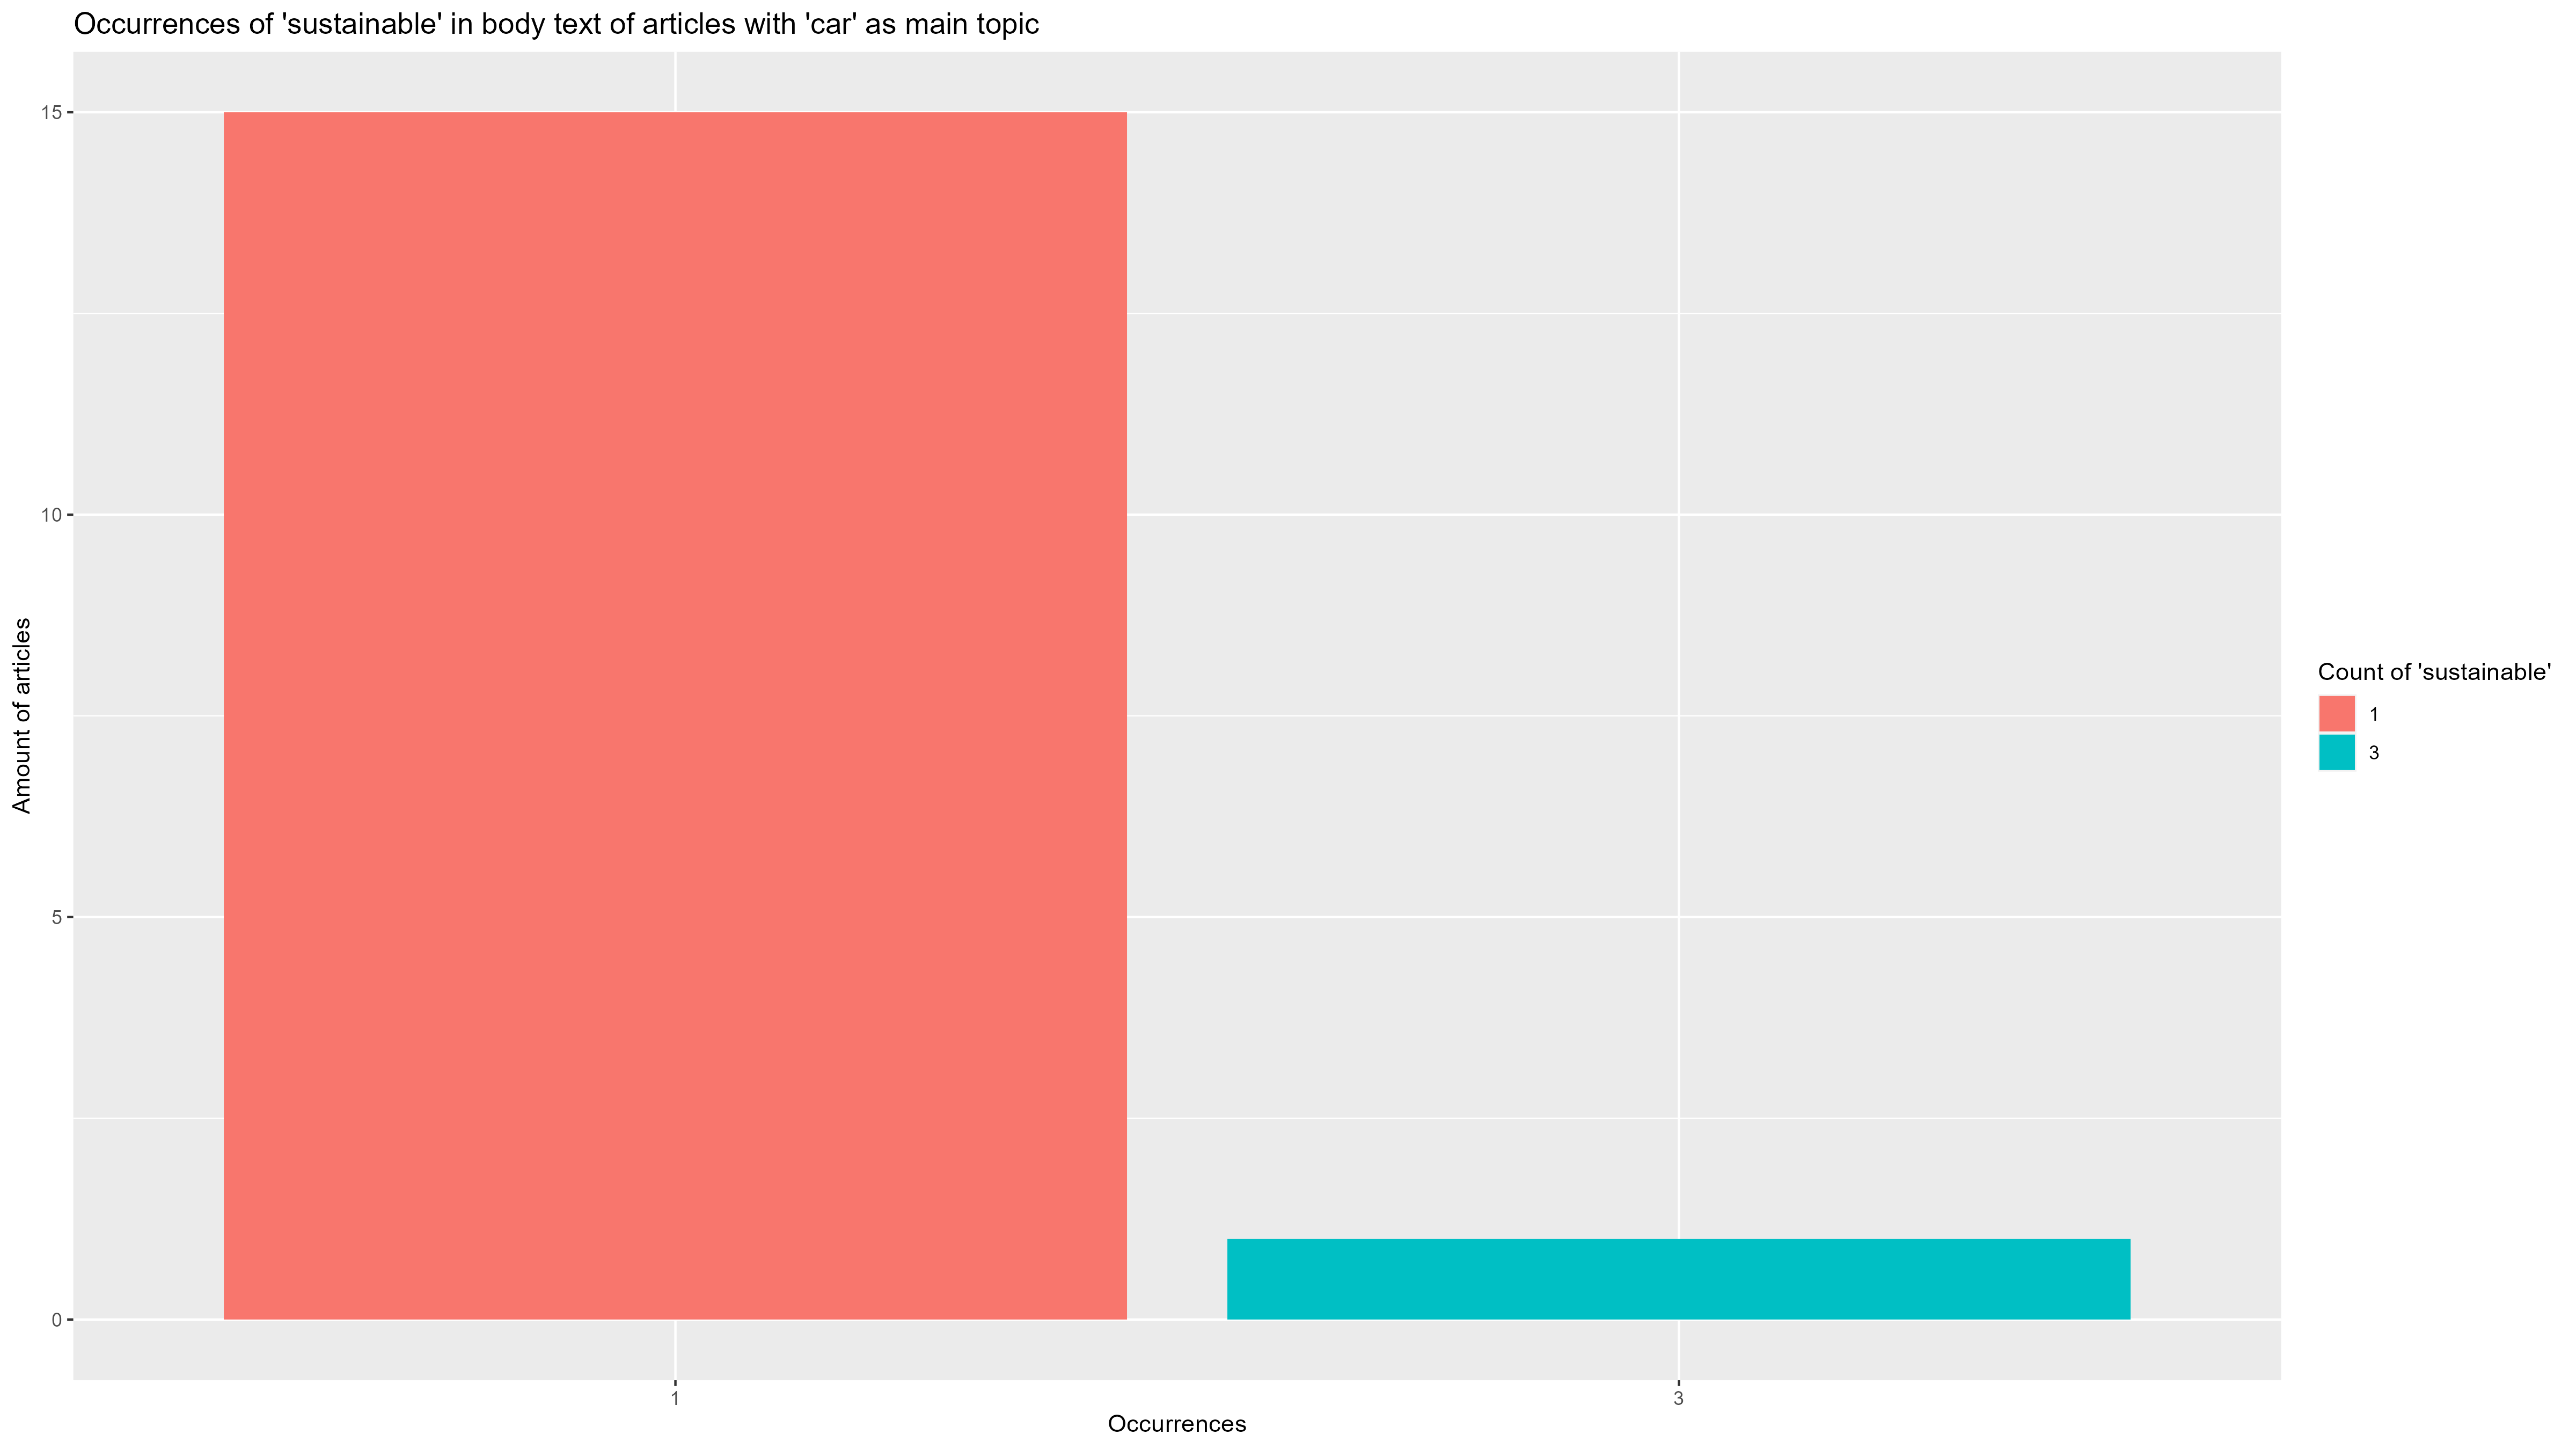 Occurrences of 'sustainable' in body text of articles with 'car' as main topic
15
10
5
0
Amount of articles
1
3
Occurrences
Count of 'sustainable'
1
3